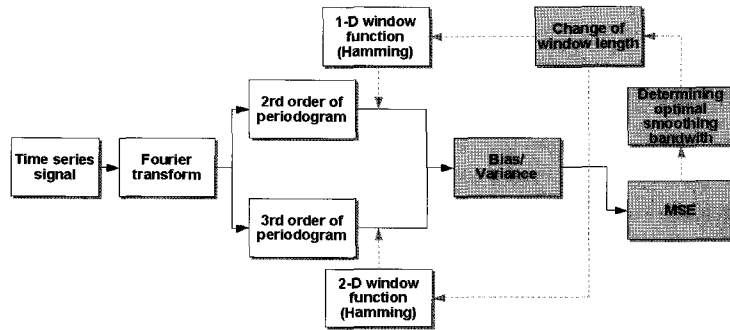 1-D window
function
(Hamming)
Change of
window length
2rd order of
periodogram
Determining
optimal
smoothing
bandwith
Time series
signal
Fourier
transform
Bias/
Variance
MSE
3rd order of
periodogram
2-D window
function
(Hamming)